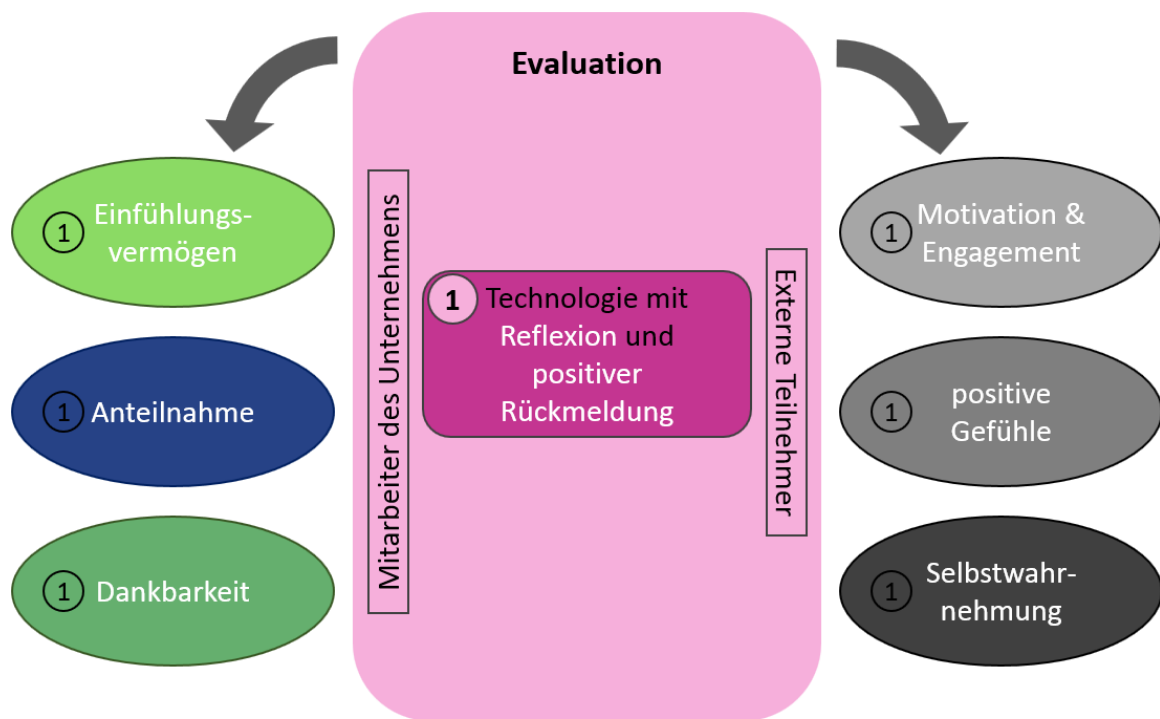 Evaluation
1
Einfühlungs-
vermögen
1
Anteilnahme
1
Dankbarkeit
Mitarbeiter des Unternehmens
1
Technologie mit
Reflexion und
positiver
Rückmeldung
Externe Teilnehmer
1
Motivation &
Engagement
1
positive
Gefühle
1
Selbstwahr-
nehmung